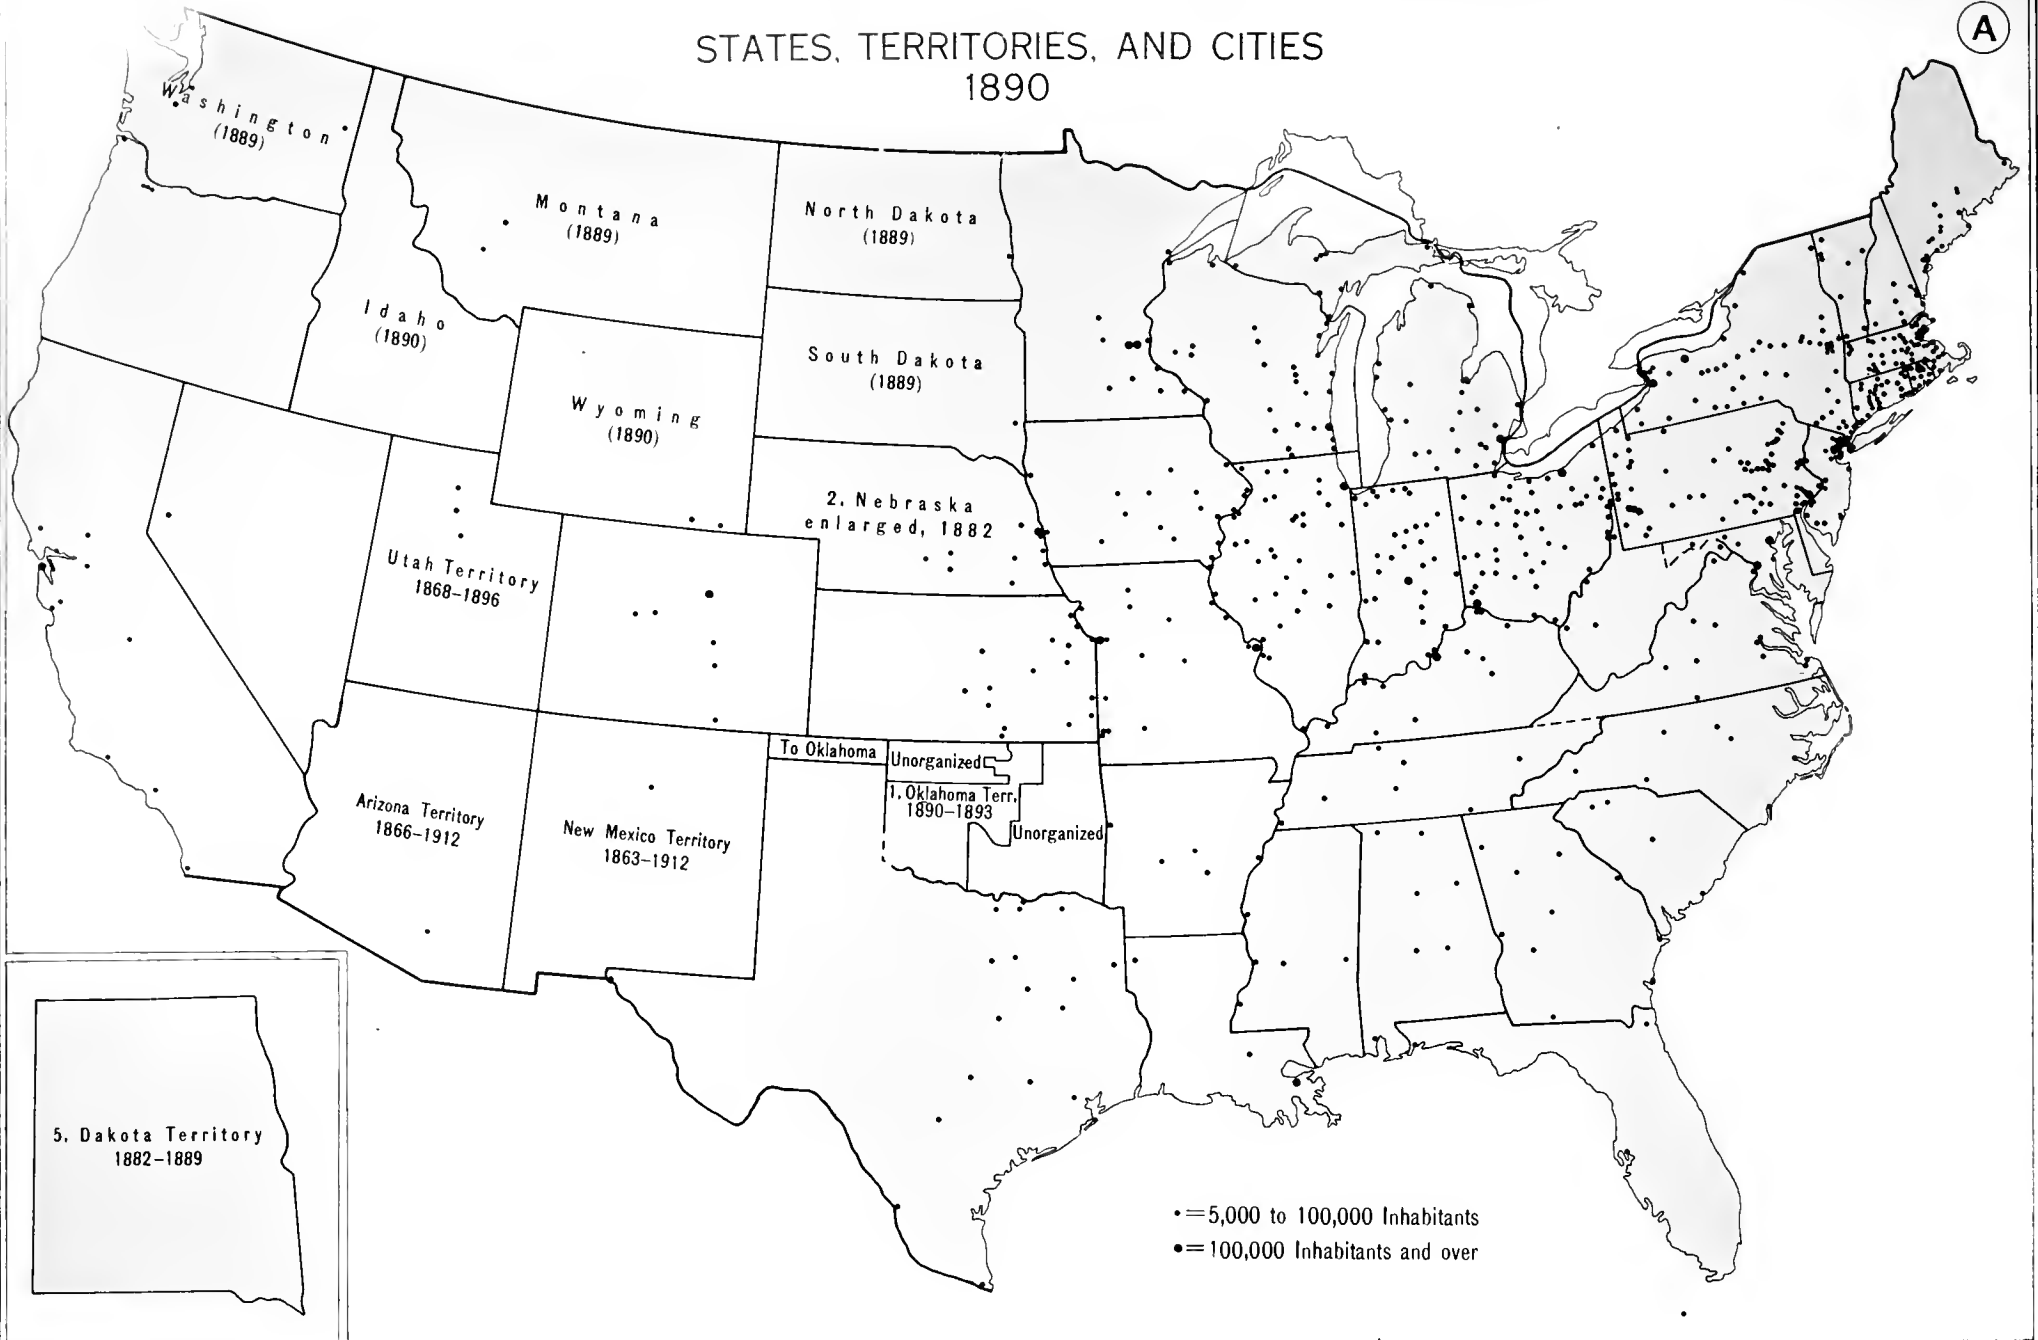 STATES, TERRITORIES, AND CITIES
1890
A
Washington
(1889)
Montana
(1889)
North Dakota
(1889)
Idaho
(1890)
South Dakota
(1889)
Wyoming
(1890)
2. Nebraska
enlarged, 1882
Utah Territory
1868–1896
To Oklahoma
Unorganized
1. Oklahoma Terr.
1890–1893
Unorganized
Arizona Territory
1866–1912
New Mexico Territory
1863–1912
5. Dakota Territory
1882–1889
•=5,000 to 100,000 Inhabitants
●=100,000 Inhabitants and over